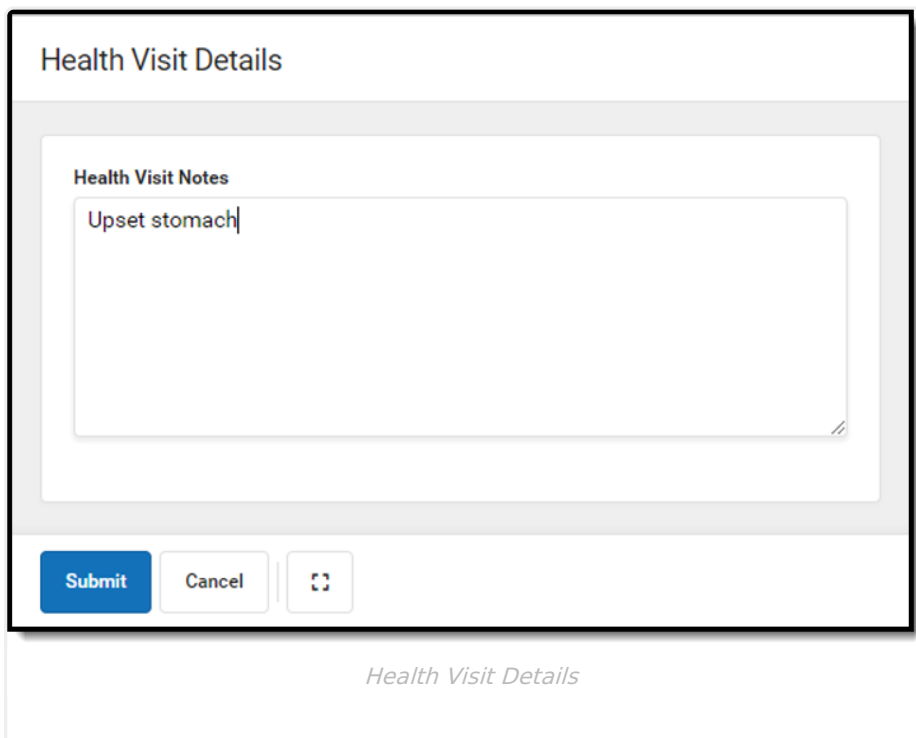 Health Visit Details
Health Visit Notes
Upset stomach
Submit
Cancel
Health Visit Details